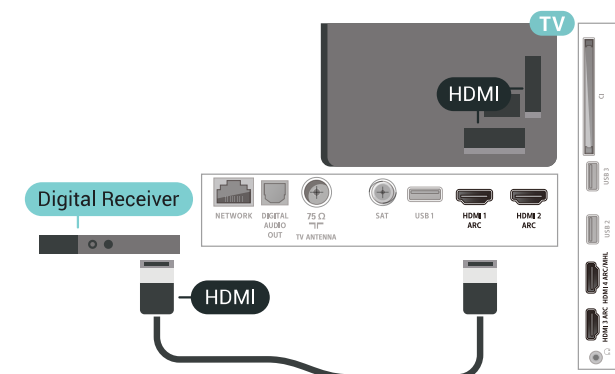 TV
HDMI
Digital Receiver
NETWORK
DIGITAL
AUDIO
OUT
75 Ω
TV ANTENNA
SAT
USB 1
HDMI 1
ARC
HDMI 2
ARC
HDMI
USB 3
USB 2
HDMI 4 ARC/MHL
HDMI 3 ARC